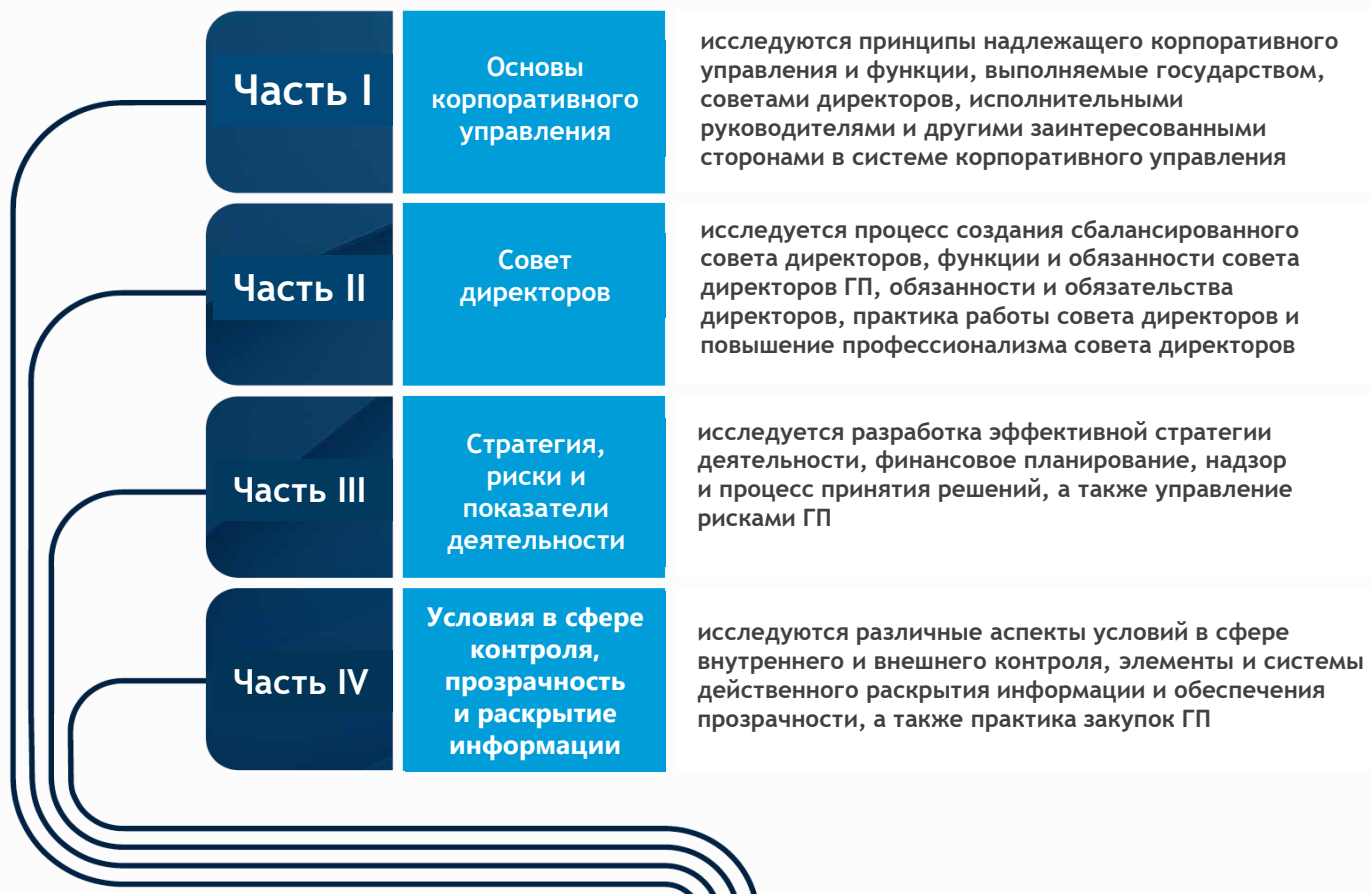 Часть I
Основы
корпоративного
управления
исследуются принципы надлежащего корпоративного
управления и функции, выполняемые государством,
советами директоров, исполнительными
руководителями и другими заинтересованными
сторонами в системе корпоративного управления
Часть II
Совет
директоров
исследуется процесс создания сбалансированного
совета директоров, функции и обязанности совета
директоров ГП, обязанности и обязательства
директоров, практика работы совета директоров и
повышение профессионализма совета директоров
Часть III
Стратегия,
риски и
показатели
деятельности
исследуется разработка эффективной стратегии
деятельности, финансовое планирование, надзор
и процесс принятия решений, а также управление
рисками ГП
Часть IV
Условия в сфере
контроля,
прозрачность
и раскрытие
информации
исследуются различные аспекты условий в сфере
внутреннего и внешнего контроля, элементы и системы
действенного раскрытия информации и обеспечения
прозрачности, а также практика закупок ГП